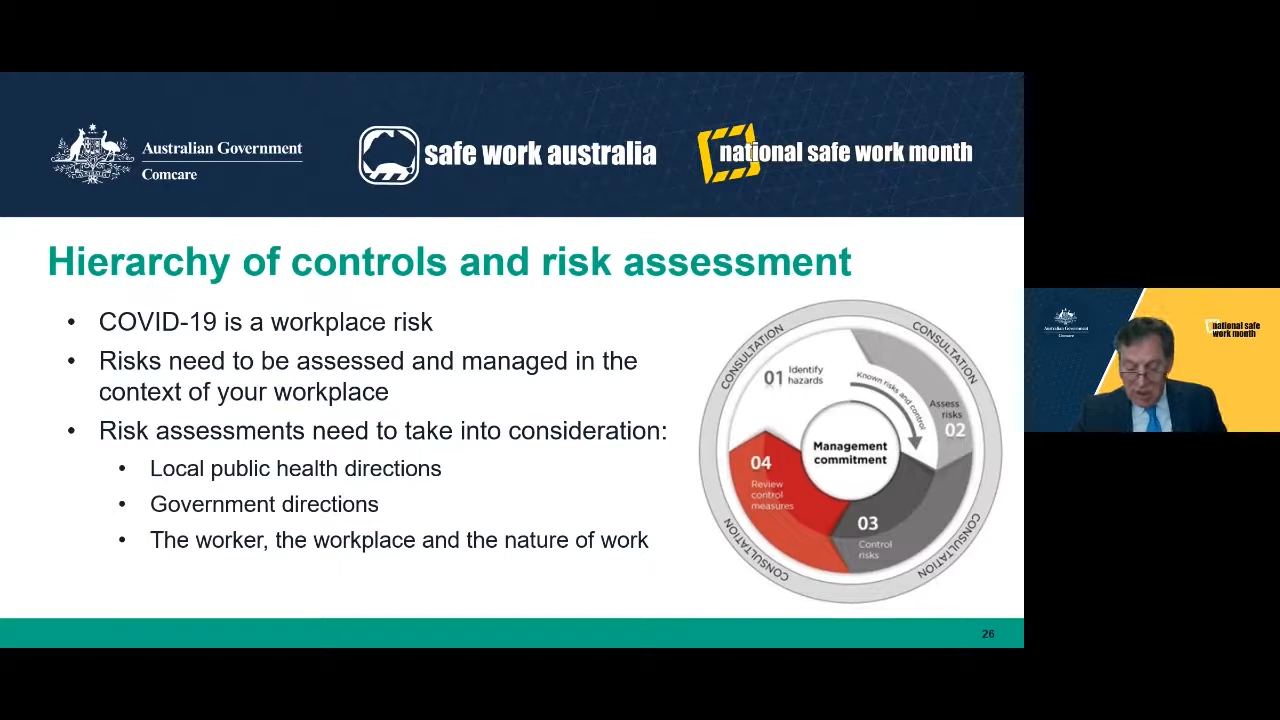 Australian Government
Comcare
safe work australia
national safe work month
Hierarchy of controls and risk assessment
• COVID-19 is a workplace risk
• Risks need to be assessed and managed in the
context of your workplace
• Risk assessments need to take into consideration:
• Local public health directions
• Government directions
• The worker, the workplace and the nature of work
CONSULTATION
CONSULTATION
01 Identify
hazards
Known risks and control
Assess
risks
02
Management
commitment
04
Review
control
measures
03
Control
risks
CONSULTATION
CONSULTATION
26
national safe
work month